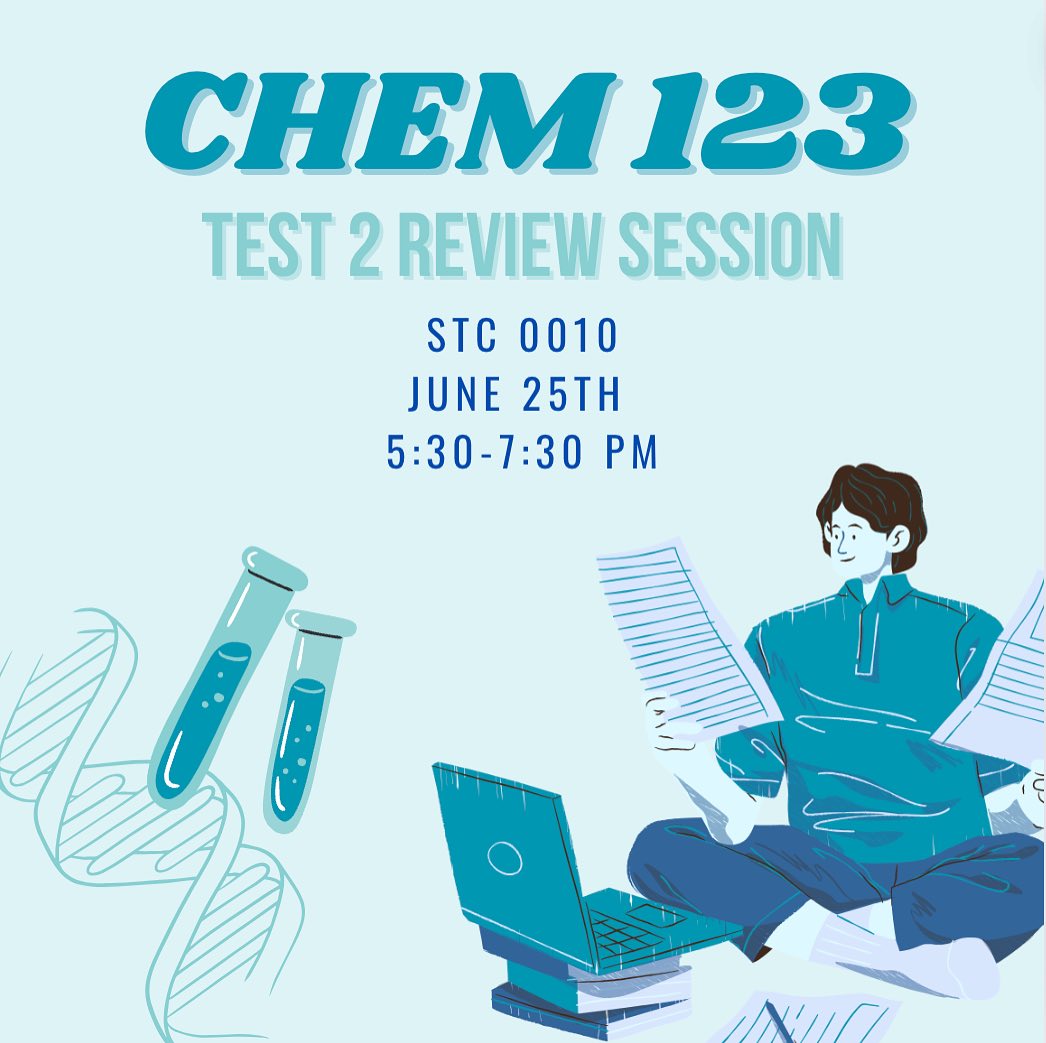 CHEM 123
TEST 2 REVIEW SESSION
STC 0010
JUNE 25TH
5:30-7:30 PM